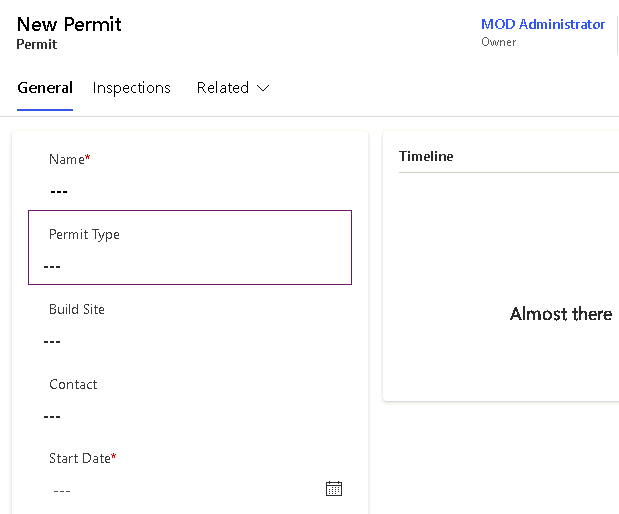 New Permit
Permit
MOD Administrator
Owner
General Inspections Related
Name*
---
Permit Type
---
Build Site
---
Contact
---
Start Date*
---
Timeline
Almost there